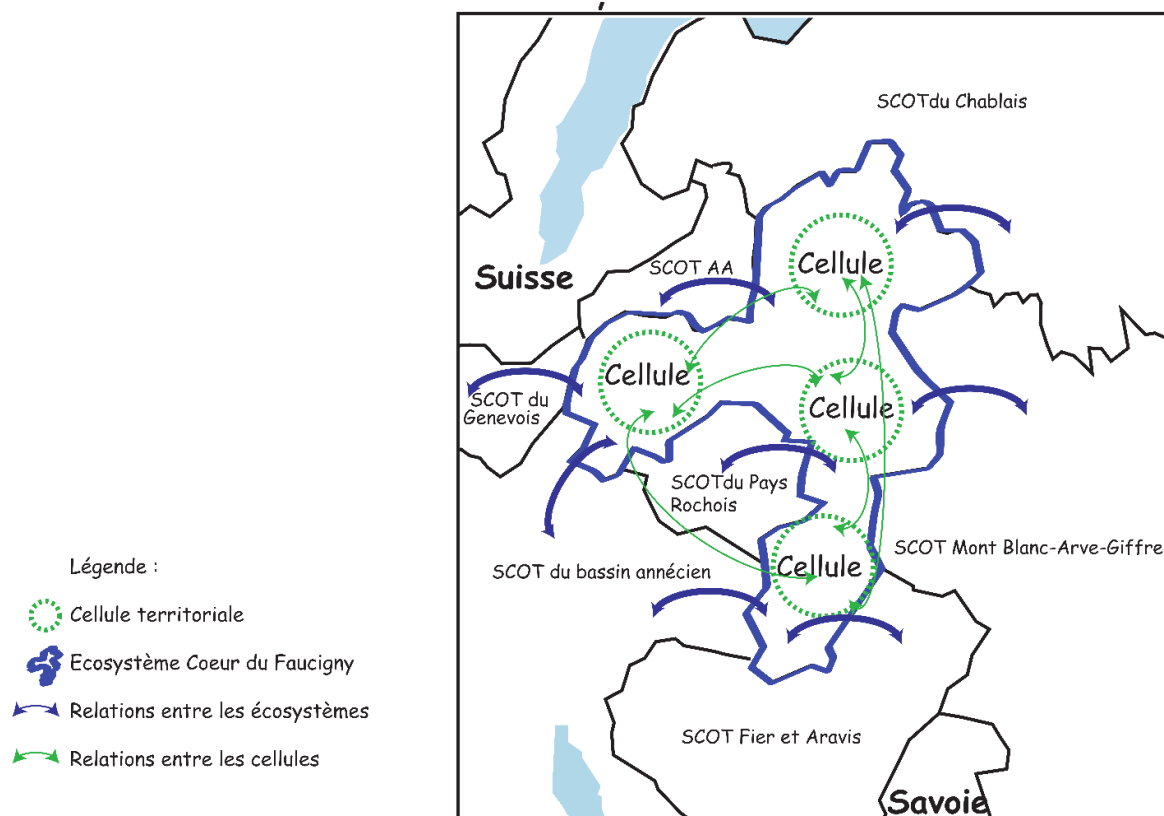 SCOTdu Chablais
Cellule
SCOT AA
Suisse
Cellule
SCOT du
Genevois
Cellule
SCOTdu Pays
Rochois
SCOT Mont Blanc-Arve-Giffre
SCOT du bassin annécien
Cellule
Légende :
Cellule territoriale
Ecosystème Coeur du Faucigny
Relations entre les écosystèmes
Relations entre les cellules
SCOT Fier et Aravis
Savoie